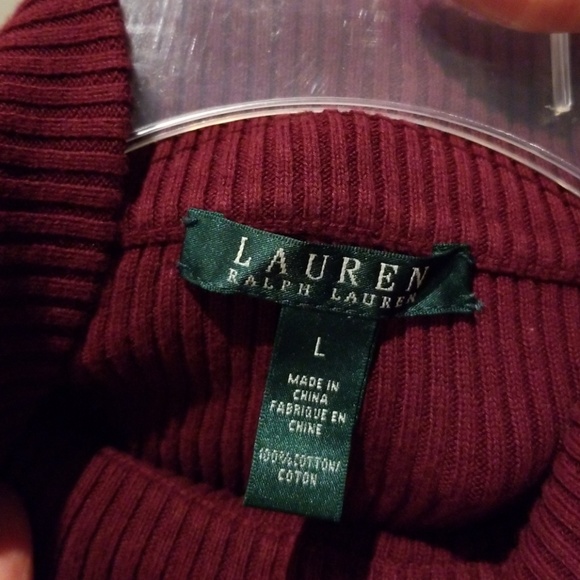 LAUREN
RALPH LAUREN
L
MADE IN
CHINA
FABRIQUE EN
CHINE
100% COTTON/
COTON